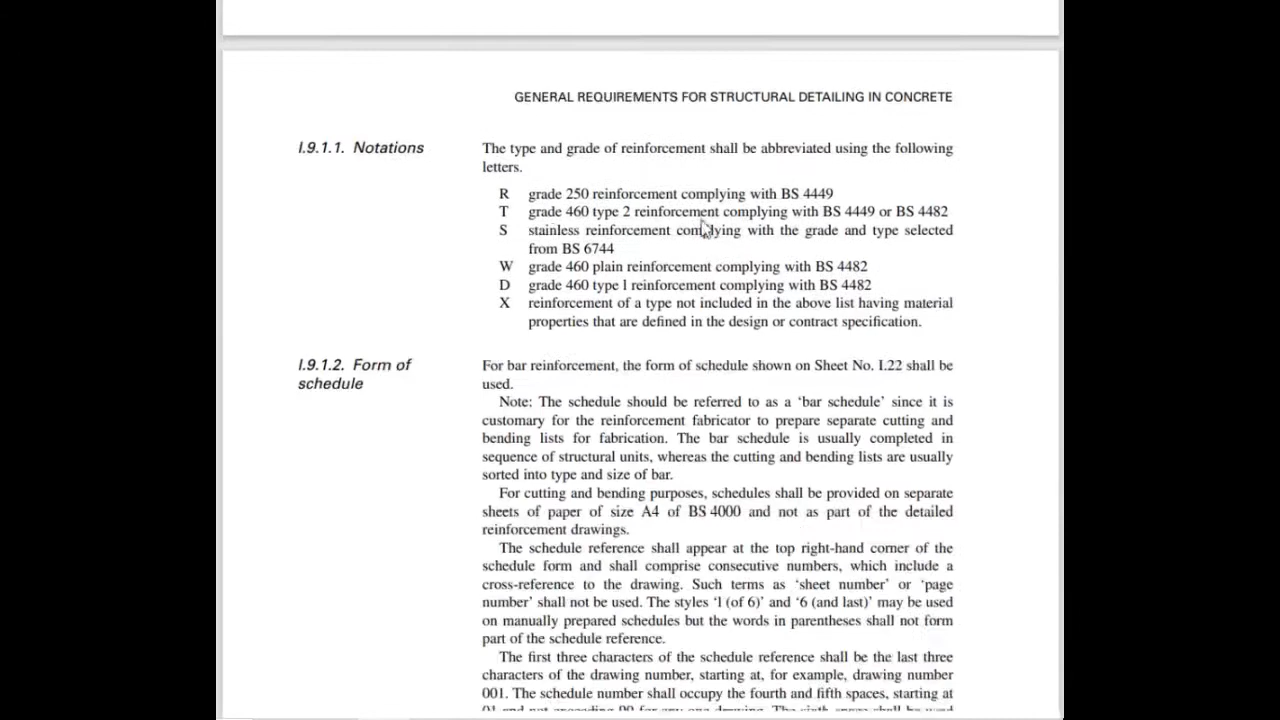 GENERAL REQUIREMENTS FOR STRUCTURAL DETAILING IN CONCRETE
I.9.1.1. Notations
The type and grade of reinforcement shall be abbreviated using the following
letters.
R grade 250 reinforcement complying with BS 4449
T grade 460 type 2 reinforcement complying with BS 4449 or BS 4482
S stainless reinforcement complying with the grade and type selected
from BS 6744
W grade 460 plain reinforcement complying with BS 4482
D grade 460 type 1 reinforcement complying with BS 4482
X reinforcement of a type not included in the above list having material
properties that are defined in the design or contract specification.
I.9.1.2. Form of
schedule
For bar reinforcement, the form of schedule shown on Sheet No. I.22 shall be
used.
Note: The schedule should be referred to as a ‘bar schedule’ since it is
customary for the reinforcement fabricator to prepare separate cutting and
bending lists for fabrication. The bar schedule is usually completed in
sequence of structural units, whereas the cutting and bending lists are usually
sorted into type and size of bar.
For cutting and bending purposes, schedules shall be provided on separate
sheets of paper of size A4 of BS 4000 and not as part of the detailed
reinforcement drawings.
The schedule reference shall appear at the top right-hand corner of the
schedule form and shall comprise consecutive numbers, which include a
cross-reference to the drawing. Such terms as ‘sheet number’ or ‘page
number’ shall not be used. The styles ‘1 (of 6)’ and ‘6 (and last)’ may be used
on manually prepared schedules but the words in parentheses shall not form
part of the schedule reference.
The first three characters of the schedule reference shall be the last three
characters of the drawing number, starting at, for example, drawing number
001. The schedule number shall occupy the fourth and fifth spaces, starting at